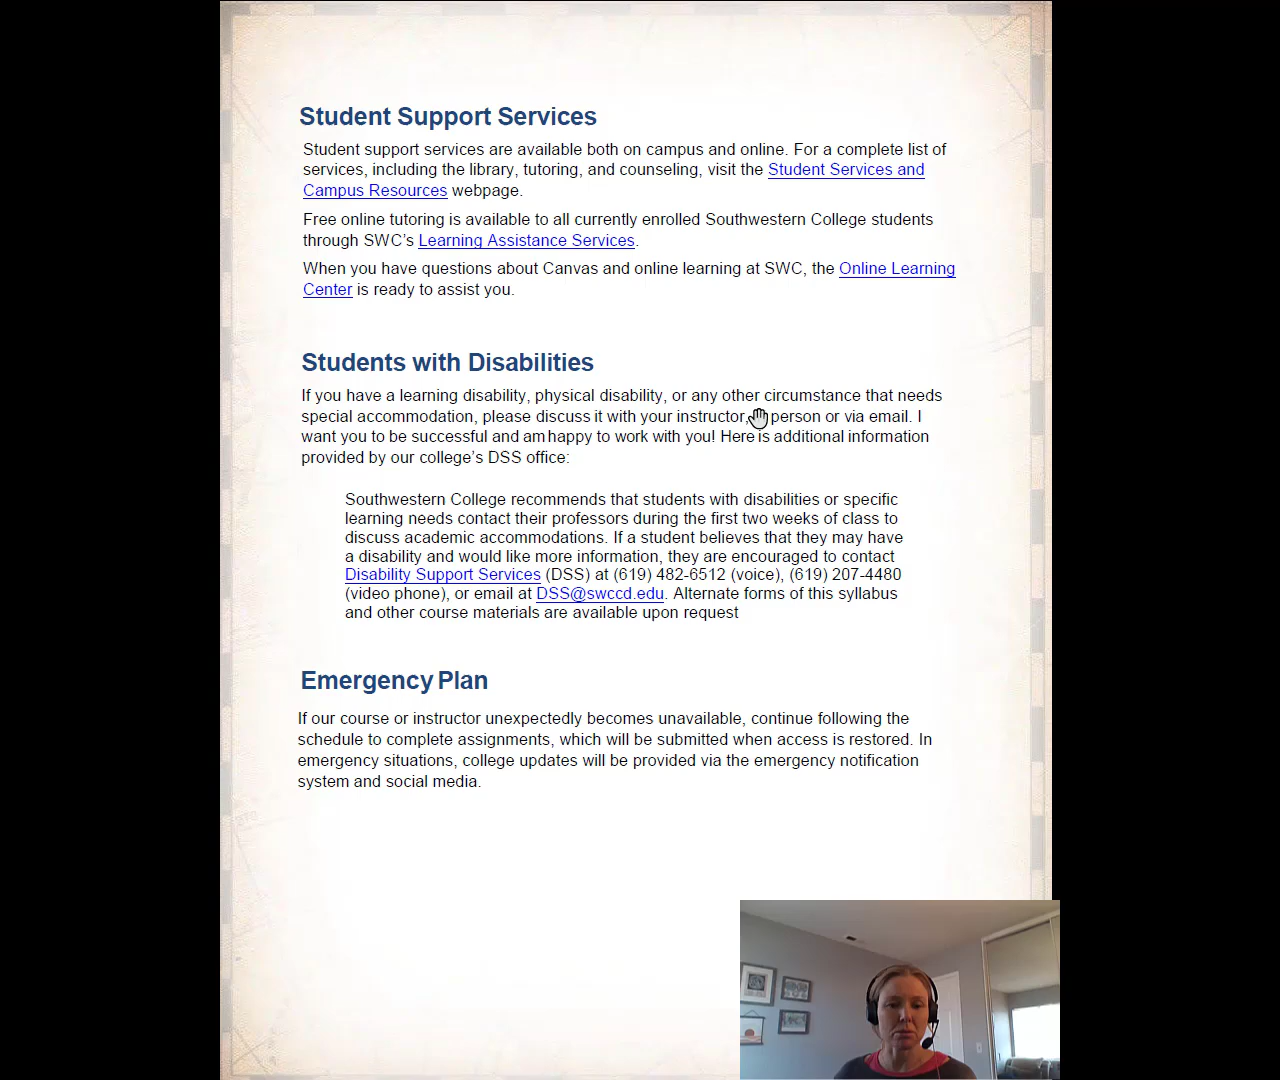 Student Support Services
Student support services are available both on campus and online. For a complete list of
services, including the library, tutoring, and counseling, visit the Student Services and
Campus Resources webpage.
Free online tutoring is available to all currently enrolled Southwestern College students
through SWC’s Learning Assistance Services.
When you have questions about Canvas and online learning at SWC, the Online Learning
Center is ready to assist you.
Students with Disabilities
If you have a learning disability, physical disability, or any other circumstance that needs
special accommodation, please discuss it with your instructor, person or via email. I
want you to be successful and am happy to work with you! Here is additional information
provided by our college’s DSS office:
Southwestern College recommends that students with disabilities or specific
learning needs contact their professors during the first two weeks of class to
discuss academic accommodations. If a student believes that they may have
a disability and would like more information, they are encouraged to contact
Disability Support Services (DSS) at (619) 482-6512 (voice), (619) 207-4480
(video phone), or email at DSS@swccd.edu. Alternate forms of this syllabus
and other course materials are available upon request
Emergency Plan
If our course or instructor unexpectedly becomes unavailable, continue following the
schedule to complete assignments, which will be submitted when access is restored. In
emergency situations, college updates will be provided via the emergency notification
system and social media.